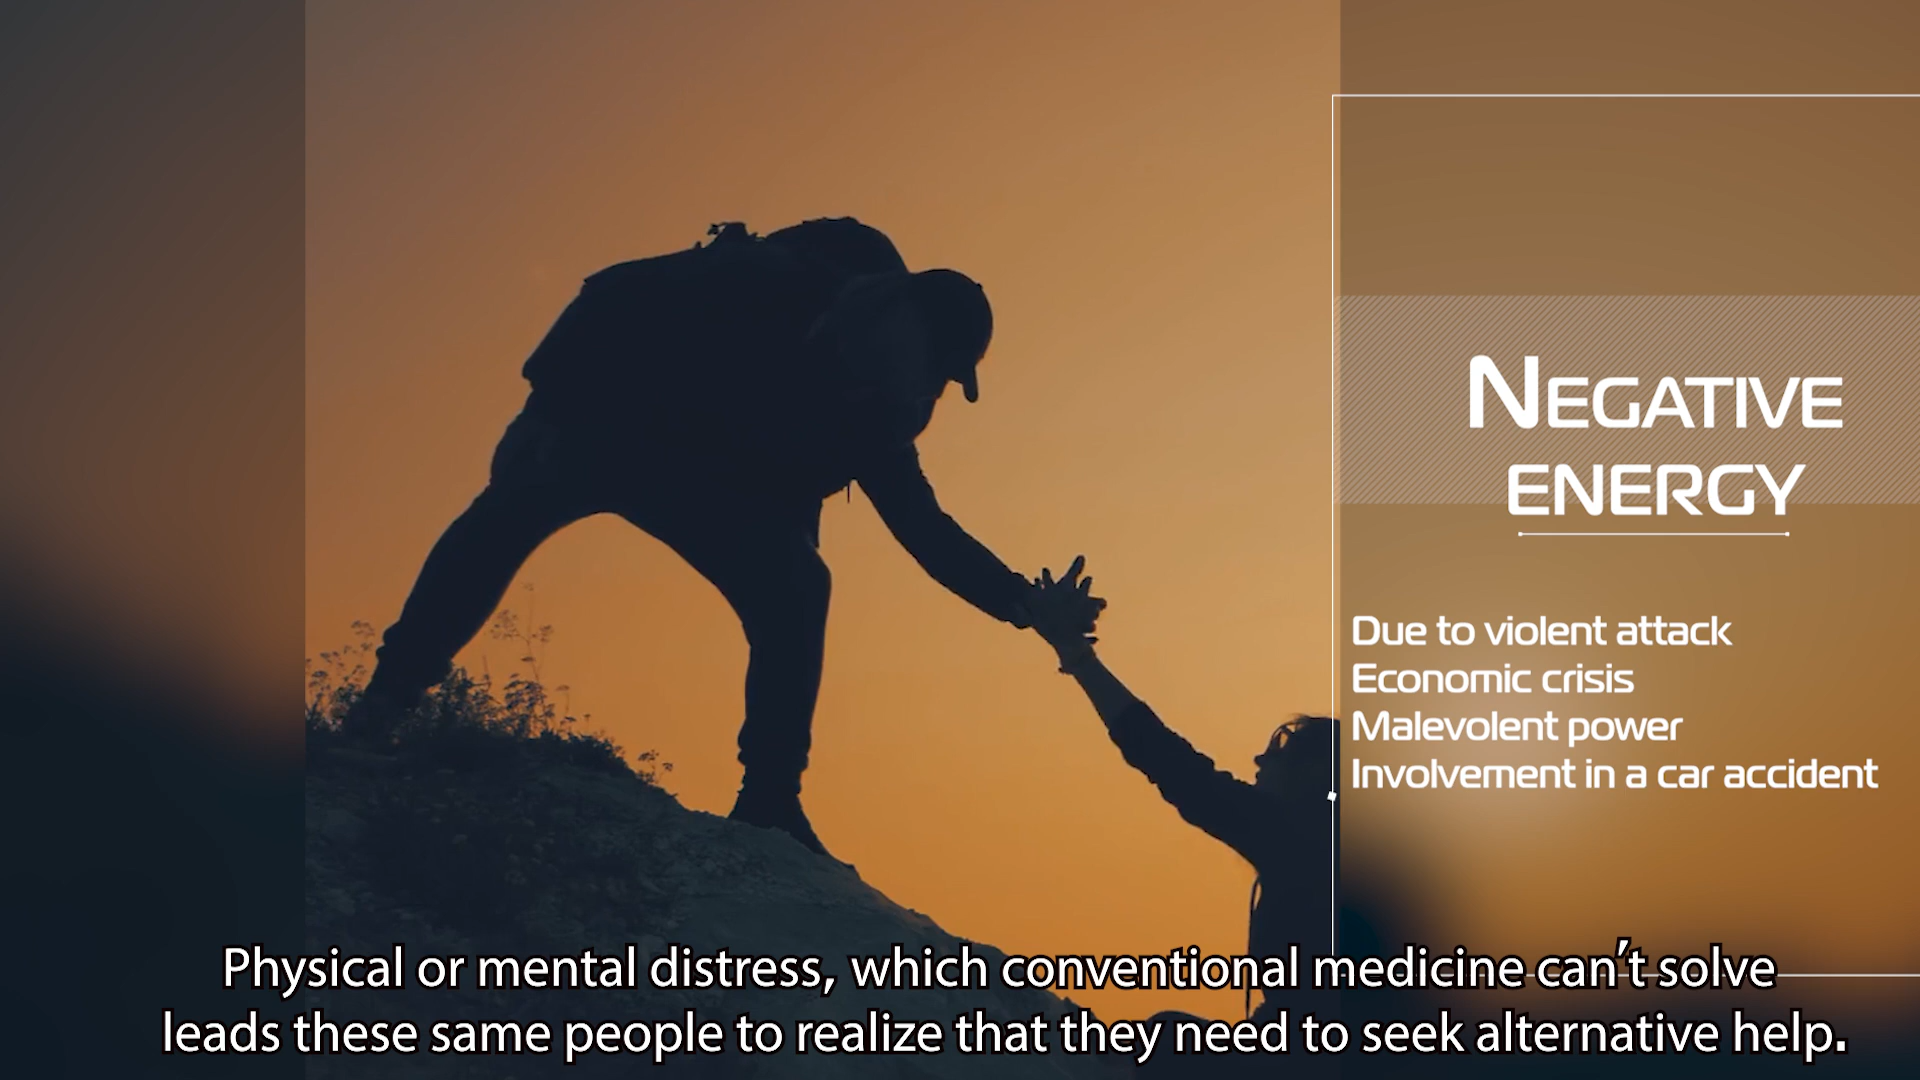 Negative
energy
Due to violent attack
Economic crisis
Malevolent power
Involvement in a car accident
Physical or mental distress, which conventional medicine can't solve
leads these same people to realize that they need to seek alternative help.